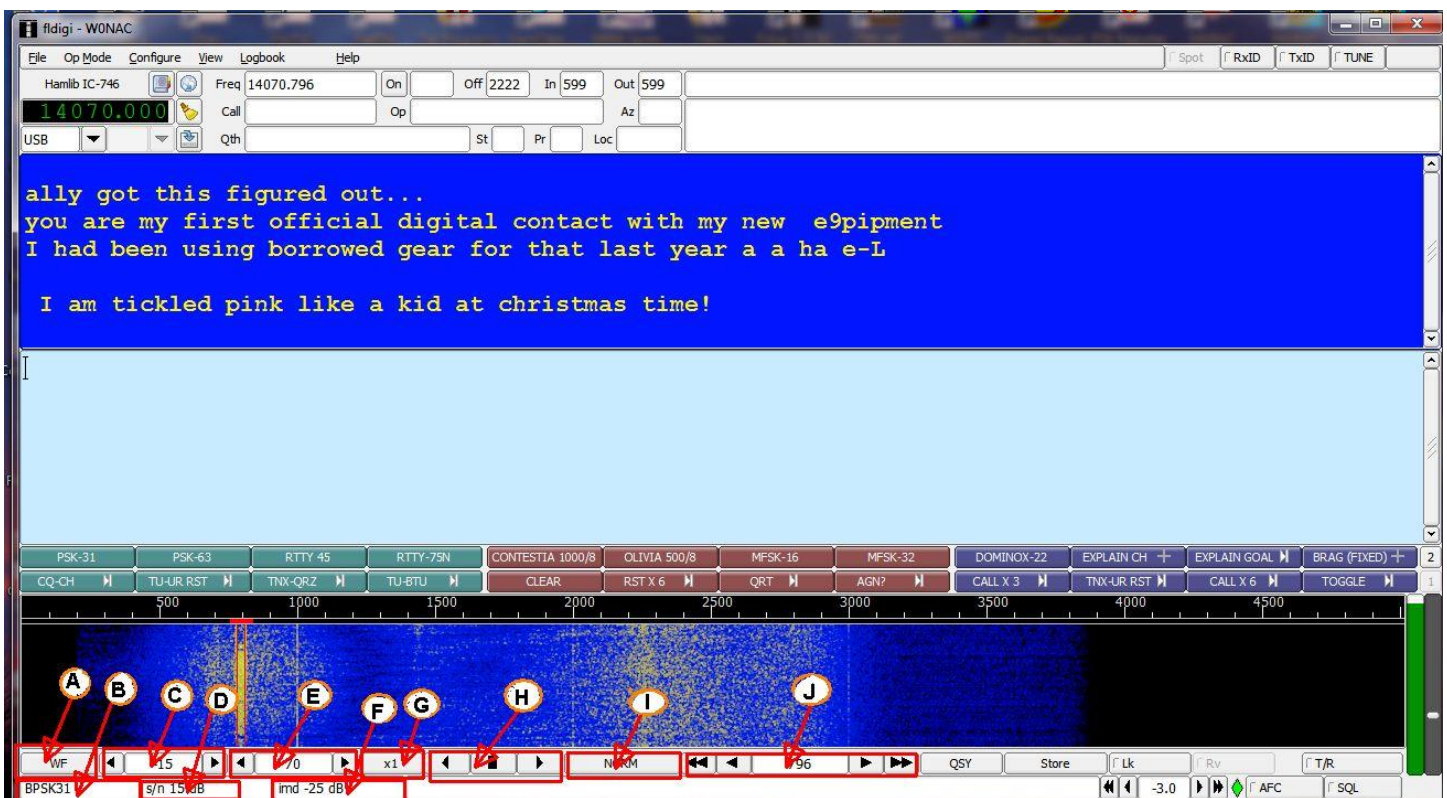 fldigi - W0NAC
File Op Mode Configure View Logbook Help Spot RxID TxID TUNE
Hamlib IC-746 Freq 14070.796 On Off 2222 In 599 Out 599
14070.000 Call Op Az
USB Qth St Pr Loc
ally got this figured out...
you are my first official digital contact with my new e9pipment
I had been using borrowed gear for that last year a a ha e-L
I am tickled pink like a kid at christmas time!
PSK-31 PSK-63 RTTY 45 RTTY-75N CONTESTIA 1000/8 OLIVIA 500/8 MFSK-16 MFSK-32 DOMINOX-22 EXPLAIN CH EXPLAIN GOAL BRAG (FIXED) 2
CQ-CH TU-UR RST TNX-QRZ TU-BTU CLEAR RST X 6 QRT AGN? CALL X 3 TNX-UR RST CALL X 6 TOGGLE 1
500 1000 1500 2000 2500 3000 3500 4000 4500
A B C D E F G H I J
WF -15 70 x1 NORM 796 QSY Store Lk Rv T/R
BPSK31 s/n 15 dB imd -25 dB -3.0 AFC SQL